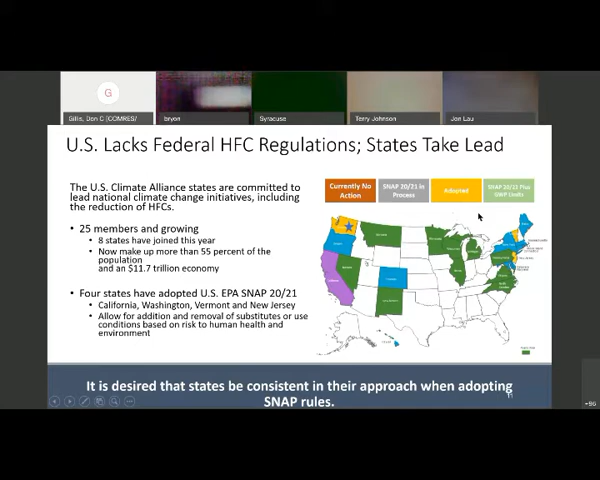 G
Gillis, Don C [COMRES/
bryon
Syracuse
Terry Johnson
Jon Lau
U.S. Lacks Federal HFC Regulations; States Take Lead
The U.S. Climate Alliance states are committed to
lead national climate change initiatives, including
the reduction of HFCs.
• 25 members and growing
• 8 states have joined this year
• Now make up more than 55 percent of the
population
and an $11.7 trillion economy
• Four states have adopted U.S. EPA SNAP 20/21
• California, Washington, Vermont and New Jersey
• Allow for addition and removal of substitutes or use
conditions based on risk to human health and
environment
Currently No
Action
SNAP 20/21 in
Process
Adopted
SNAP 20/21 Plus
GWP Limits
It is desired that states be consistent in their approach when adopting
SNAP rules.